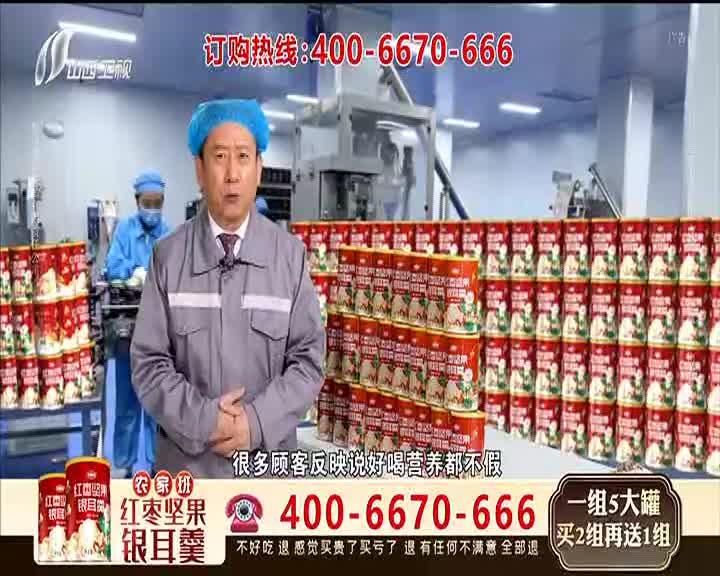 订购热线:400-6670-666
广告
山西卫视
很多顾客反映说好喝营养都不假
农家班
红枣坚果
银耳羹
400-6670-666
不好吃 退 感觉买贵了买亏了 退 有任何不满意 全部退
一组5大罐
买2组再送1组
红枣坚果
银耳羹